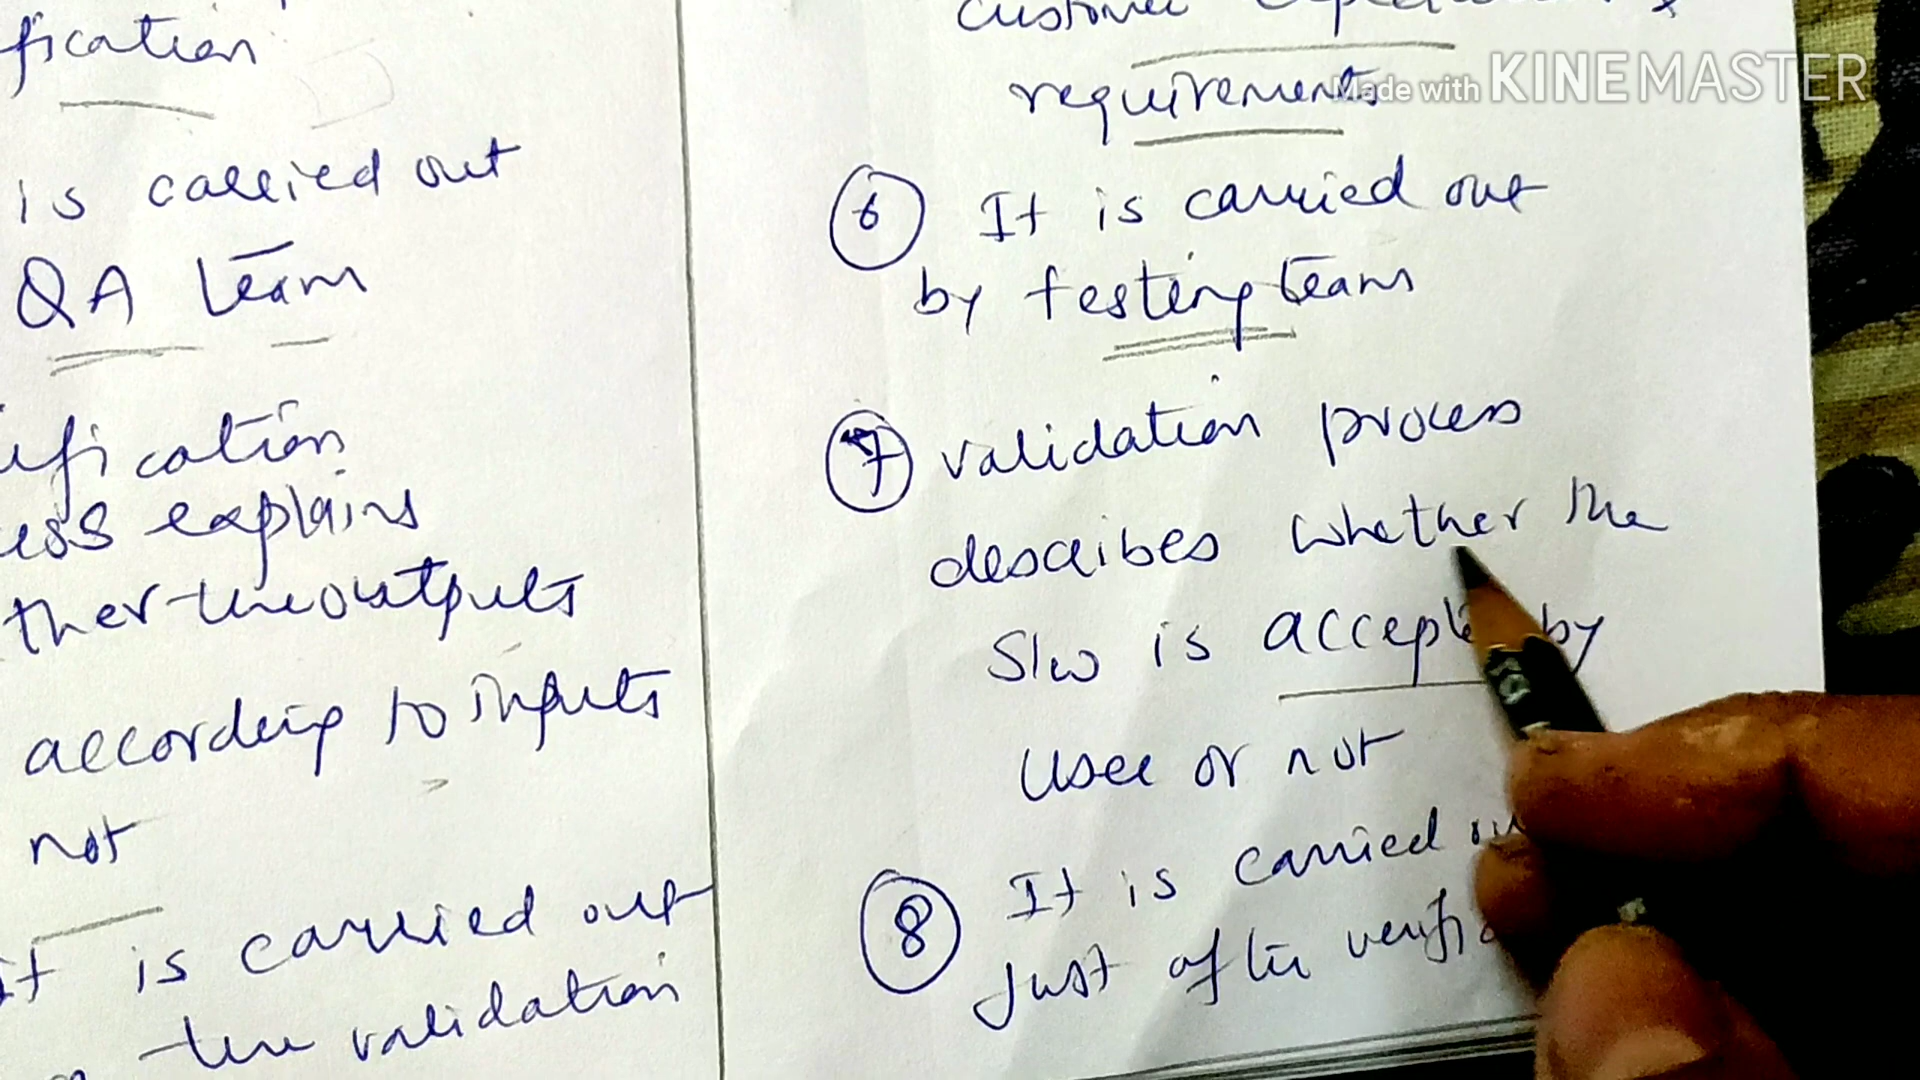 fication
is carried out
QA team
ification
ess explains
ther the outputs
according to inputs
not
it is carried out
the validation
customer
requirements
Made with KINEMASTER
6 It is carried out
by testing team
7 validation process
describes whether the
S/w is accepted by
User or not
8 It is carried
just after verific